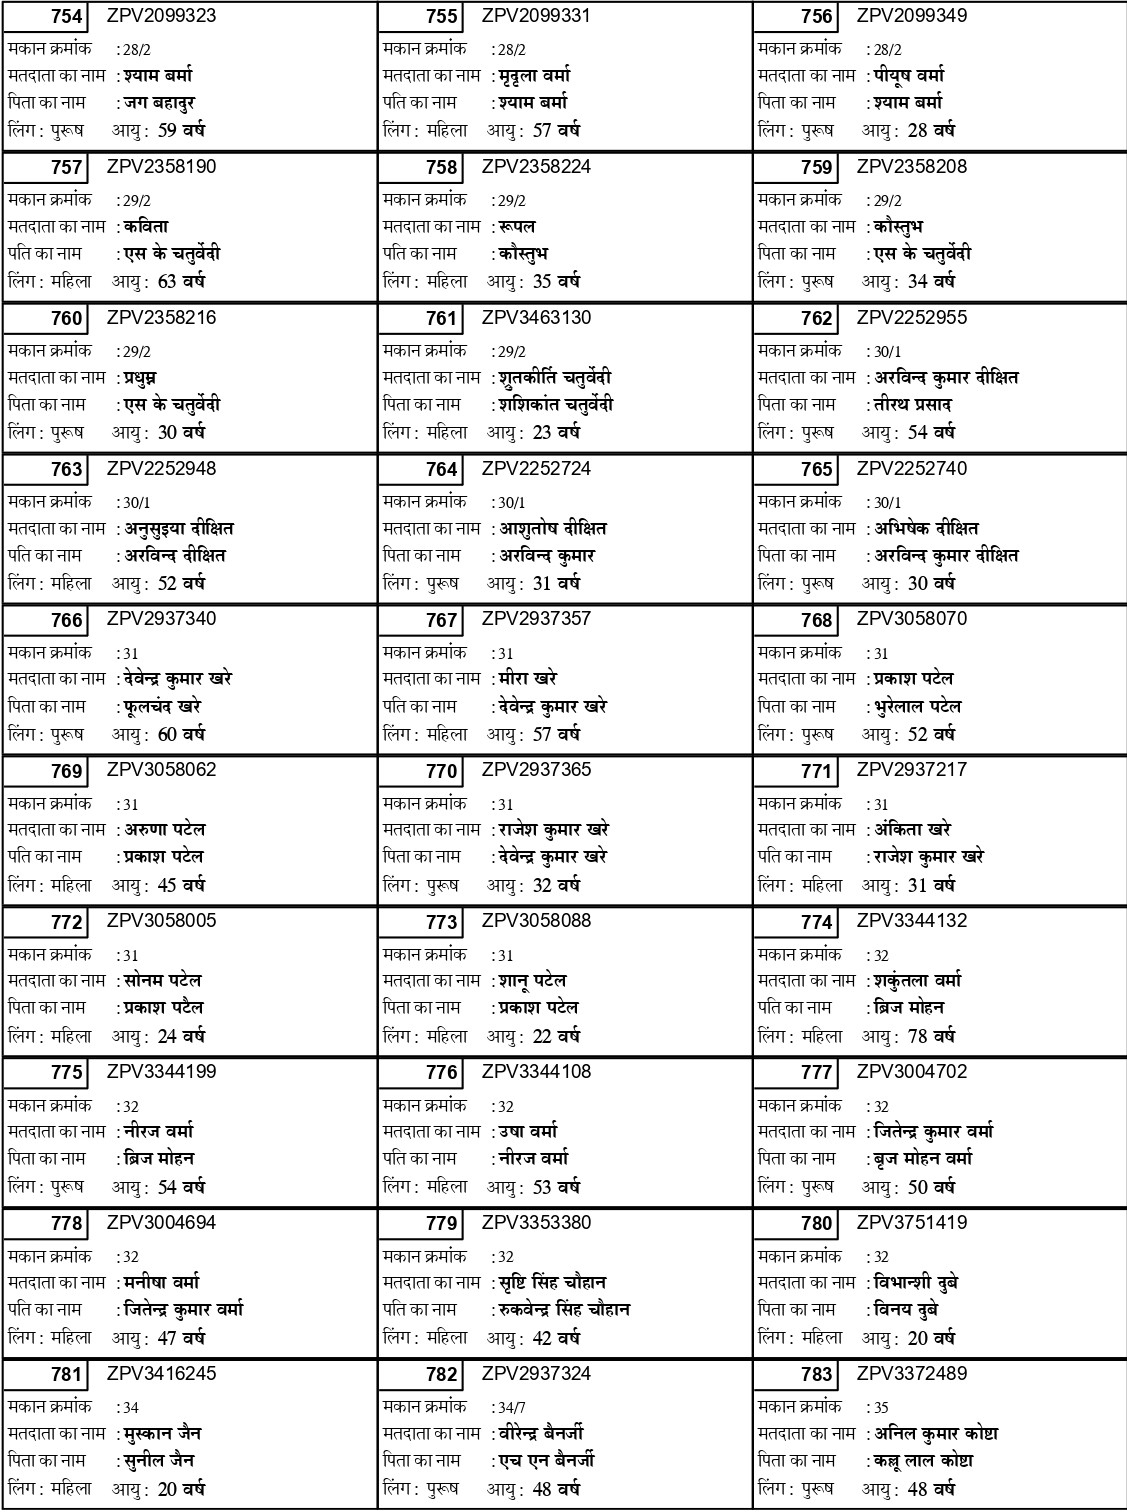 754 ZPV2099323
मकान क्रमांक :28/2
मतदाता का नाम :श्याम बर्मा
पिता का नाम :जग बहादुर
लिंग: पुरूष आयु: 59 वर्ष
755 ZPV2099331
मकान क्रमांक :28/2
मतदाता का नाम :मृदुला वर्मा
पति का नाम :श्याम बर्मा
लिंग: महिला आयु: 57 वर्ष
756 ZPV2099349
मकान क्रमांक :28/2
मतदाता का नाम :पीयूष वर्मा
पिता का नाम :श्याम बर्मा
लिंग: पुरूष आयु: 28 वर्ष
757 ZPV2358190
मकान क्रमांक :29/2
मतदाता का नाम :कविता
पति का नाम :एस के चतुर्वेदी
लिंग: महिला आयु: 63 वर्ष
758 ZPV2358224
मकान क्रमांक :29/2
मतदाता का नाम :रूपल
पति का नाम :कौस्तुभ
लिंग: महिला आयु: 35 वर्ष
759 ZPV2358208
मकान क्रमांक :29/2
मतदाता का नाम :कौस्तुभ
पिता का नाम :एस के चतुर्वेदी
लिंग: पुरूष आयु: 34 वर्ष
760 ZPV2358216
मकान क्रमांक :29/2
मतदाता का नाम :प्रधुम्न
पिता का नाम :एस के चतुर्वेदी
लिंग: पुरूष आयु: 30 वर्ष
761 ZPV3463130
मकान क्रमांक :29/2
मतदाता का नाम :श्रुतकीर्ति चतुर्वेदी
पिता का नाम :शशिकांत चतुर्वेदी
लिंग: महिला आयु: 23 वर्ष
762 ZPV2252955
मकान क्रमांक :30/1
मतदाता का नाम :अरविन्द कुमार दीक्षित
पिता का नाम :तीरथ प्रसाद
लिंग: पुरूष आयु: 54 वर्ष
763 ZPV2252948
मकान क्रमांक :30/1
मतदाता का नाम :अनुसुइया दीक्षित
पति का नाम :अरविन्द दीक्षित
लिंग: महिला आयु: 52 वर्ष
764 ZPV2252724
मकान क्रमांक :30/1
मतदाता का नाम :आशुतोष दीक्षित
पिता का नाम :अरविन्द कुमार
लिंग: पुरूष आयु: 31 वर्ष
765 ZPV2252740
मकान क्रमांक :30/1
मतदाता का नाम :अभिषेक दीक्षित
पिता का नाम :अरविन्द कुमार दीक्षित
लिंग: पुरूष आयु: 30 वर्ष
766 ZPV2937340
मकान क्रमांक :31
मतदाता का नाम :देवेन्द्र कुमार खरे
पिता का नाम :फूलचंद खरे
लिंग: पुरूष आयु: 60 वर्ष
767 ZPV2937357
मकान क्रमांक :31
मतदाता का नाम :मीरा खरे
पति का नाम :देवेन्द्र कुमार खरे
लिंग: महिला आयु: 57 वर्ष
768 ZPV3058070
मकान क्रमांक :31
मतदाता का नाम :प्रकाश पटेल
पिता का नाम :भुरेलाल पटेल
लिंग: पुरूष आयु: 52 वर्ष
769 ZPV3058062
मकान क्रमांक :31
मतदाता का नाम :अरुणा पटेल
पति का नाम :प्रकाश पटेल
लिंग: महिला आयु: 45 वर्ष
770 ZPV2937365
मकान क्रमांक :31
मतदाता का नाम :राजेश कुमार खरे
पिता का नाम :देवेन्द्र कुमार खरे
लिंग: पुरूष आयु: 32 वर्ष
771 ZPV2937217
मकान क्रमांक :31
मतदाता का नाम :अंकिता खरे
पति का नाम :राजेश कुमार खरे
लिंग: महिला आयु: 31 वर्ष
772 ZPV3058005
मकान क्रमांक :31
मतदाता का नाम :सोनम पटेल
पिता का नाम :प्रकाश पटैल
लिंग: महिला आयु: 24 वर्ष
773 ZPV3058088
मकान क्रमांक :31
मतदाता का नाम :शानू पटेल
पिता का नाम :प्रकाश पटेल
लिंग: महिला आयु: 22 वर्ष
774 ZPV3344132
मकान क्रमांक :32
मतदाता का नाम :शकुंतला वर्मा
पति का नाम :ब्रिज मोहन
लिंग: महिला आयु: 78 वर्ष
775 ZPV3344199
मकान क्रमांक :32
मतदाता का नाम :नीरज वर्मा
पिता का नाम :ब्रिज मोहन
लिंग: पुरूष आयु: 54 वर्ष
776 ZPV3344108
मकान क्रमांक :32
मतदाता का नाम :उषा वर्मा
पति का नाम :नीरज वर्मा
लिंग: महिला आयु: 53 वर्ष
777 ZPV3004702
मकान क्रमांक :32
मतदाता का नाम :जितेन्द्र कुमार वर्मा
पिता का नाम :बृज मोहन वर्मा
लिंग: पुरूष आयु: 50 वर्ष
778 ZPV3004694
मकान क्रमांक :32
मतदाता का नाम :मनीषा वर्मा
पति का नाम :जितेन्द्र कुमार वर्मा
लिंग: महिला आयु: 47 वर्ष
779 ZPV3353380
मकान क्रमांक :32
मतदाता का नाम :सृष्टि सिंह चौहान
पति का नाम :रुकवेन्द्र सिंह चौहान
लिंग: महिला आयु: 42 वर्ष
780 ZPV3751419
मकान क्रमांक :32
मतदाता का नाम :विभान्शी दुबे
पिता का नाम :विनय दुबे
लिंग: महिला आयु: 20 वर्ष
781 ZPV3416245
मकान क्रमांक :34
मतदाता का नाम :मुस्कान जैन
पिता का नाम :सुनील जैन
लिंग: महिला आयु: 20 वर्ष
782 ZPV2937324
मकान क्रमांक :34/7
मतदाता का नाम :वीरेन्द्र बैनर्जी
पिता का नाम :एच एन बैनर्जी
लिंग: पुरूष आयु: 48 वर्ष
783 ZPV3372489
मकान क्रमांक :35
मतदाता का नाम :अनिल कुमार कोष्टा
पिता का नाम :कल्लू लाल कोष्टा
लिंग: पुरूष आयु: 48 वर्ष